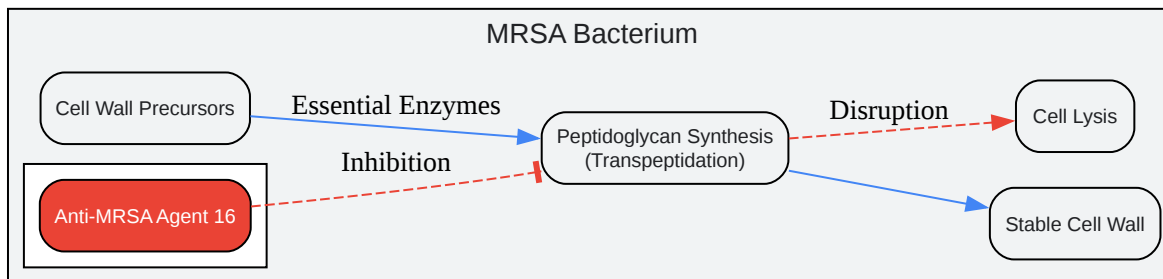 MRSA Bacterium
Cell Wall Precursors
Essential Enzymes
Peptidoglycan Synthesis
(Transpeptidation)
Disruption
Cell Lysis
Inhibition
Anti-MRSA Agent 16
Stable Cell Wall